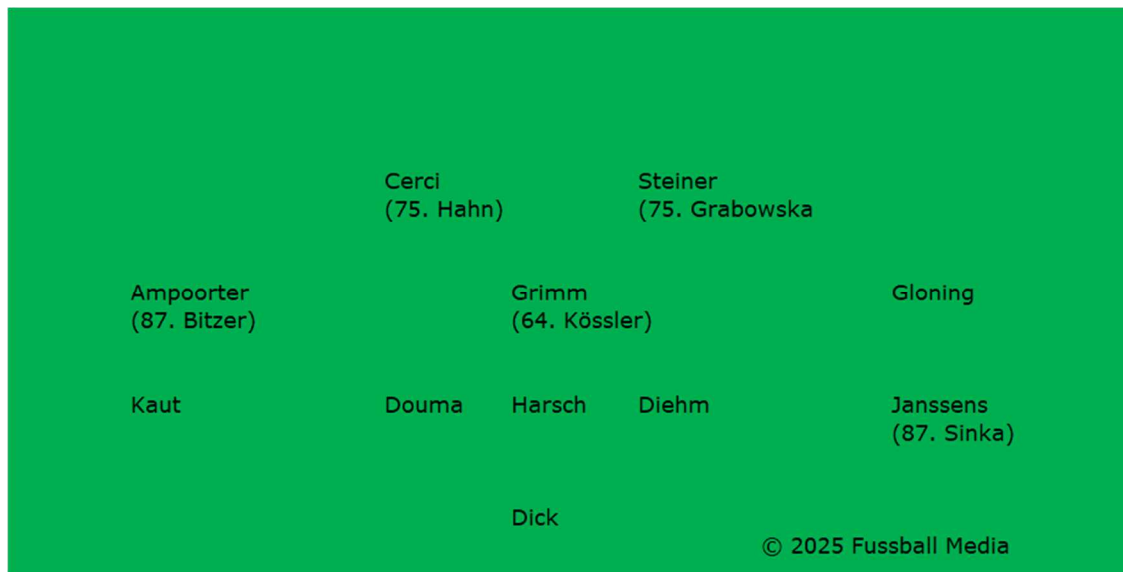 Cerci Steiner
(75. Hahn) (75. Grabowska
Ampoorter Grimm Gloning
(87. Bitzer) (64. Kössler)
Kaut Douma Harsch Diehm Janssens
(87. Sinka)
Dick
© 2025 Fussball Media